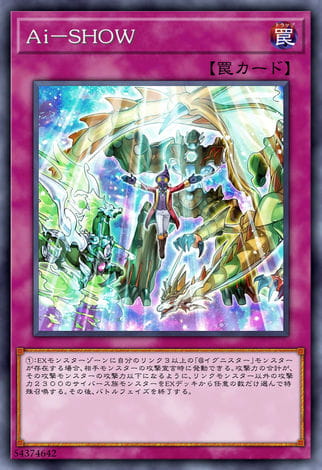 Ai－SHOW
トラップ
罠
【罠カード】
①：EXモンスターゾーンに自分のリンク３以上の「@イグニスター」モンスター
が存在する場合、相手モンスターの攻撃宣言時に発動できる。攻撃力の合計が、
その攻撃モンスターの攻撃力以下になるように、リンクモンスター以外の攻撃
力２３００のサイバース族モンスターをEXデッキから任意の数だけ選んで特
殊召喚する。その後、バトルフェイズを終了する。
54374642